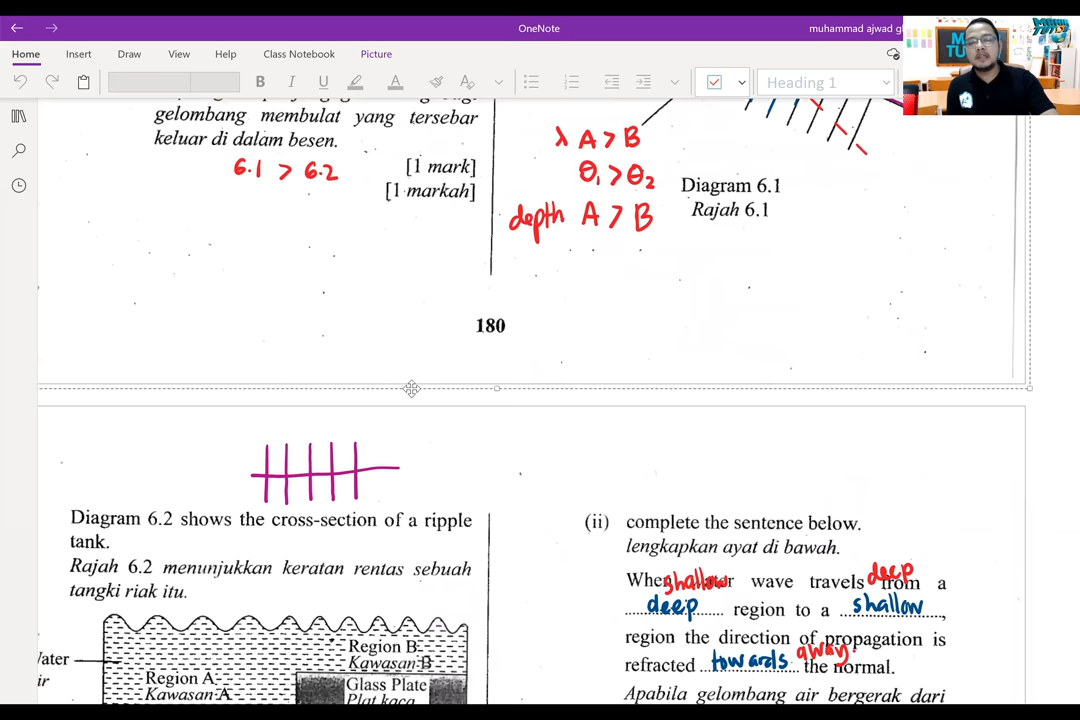 OneNote
muhammad ajwad g
Home
Insert
Draw
View
Help
Class Notebook
Picture
B
I
U
A
Heading 1
gelombang membulat yang tersebar
keluar di dalam besen.
6.1 > 6.2
[1 mark]
[1 markah]
λ A > B
θ1 > θ2
depth A > B
Diagram 6.1
Rajah 6.1
180
Diagram 6.2 shows the cross-section of a ripple
tank.
Rajah 6.2 menunjukkan keratan rentas sebuah
tangki riak itu.
Region B
Kawasan B
Region A
Kawasan A
Glass Plate
Plat kaca
(ii) complete the sentence below.
lengkapkan ayat di bawah.
shallow deep
When wave travels from a
deep region to a shallow,
region the direction of propagation is
away
refracted towards the normal.
Apabila gelombang air bergerak dari